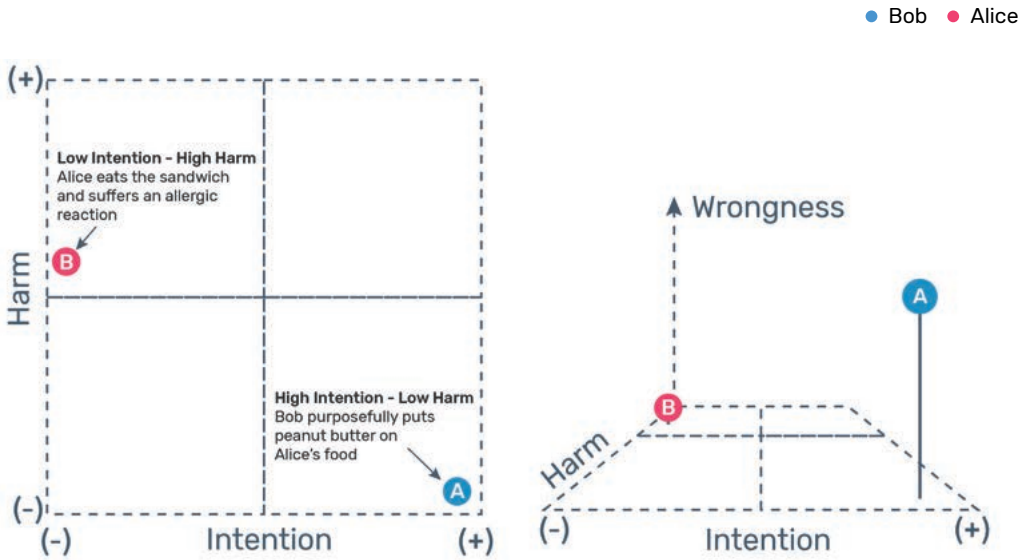 Bob Alice
(+)
Low Intention - High Harm
Alice eats the sandwich
and suffers an allergic
reaction
B
Harm
High Intention - Low Harm
Bob purposefully puts
peanut butter on
Alice's food
A
(-)
(-) Intention (+)
Wrongness
A
B
Harm
(-) Intention (+)